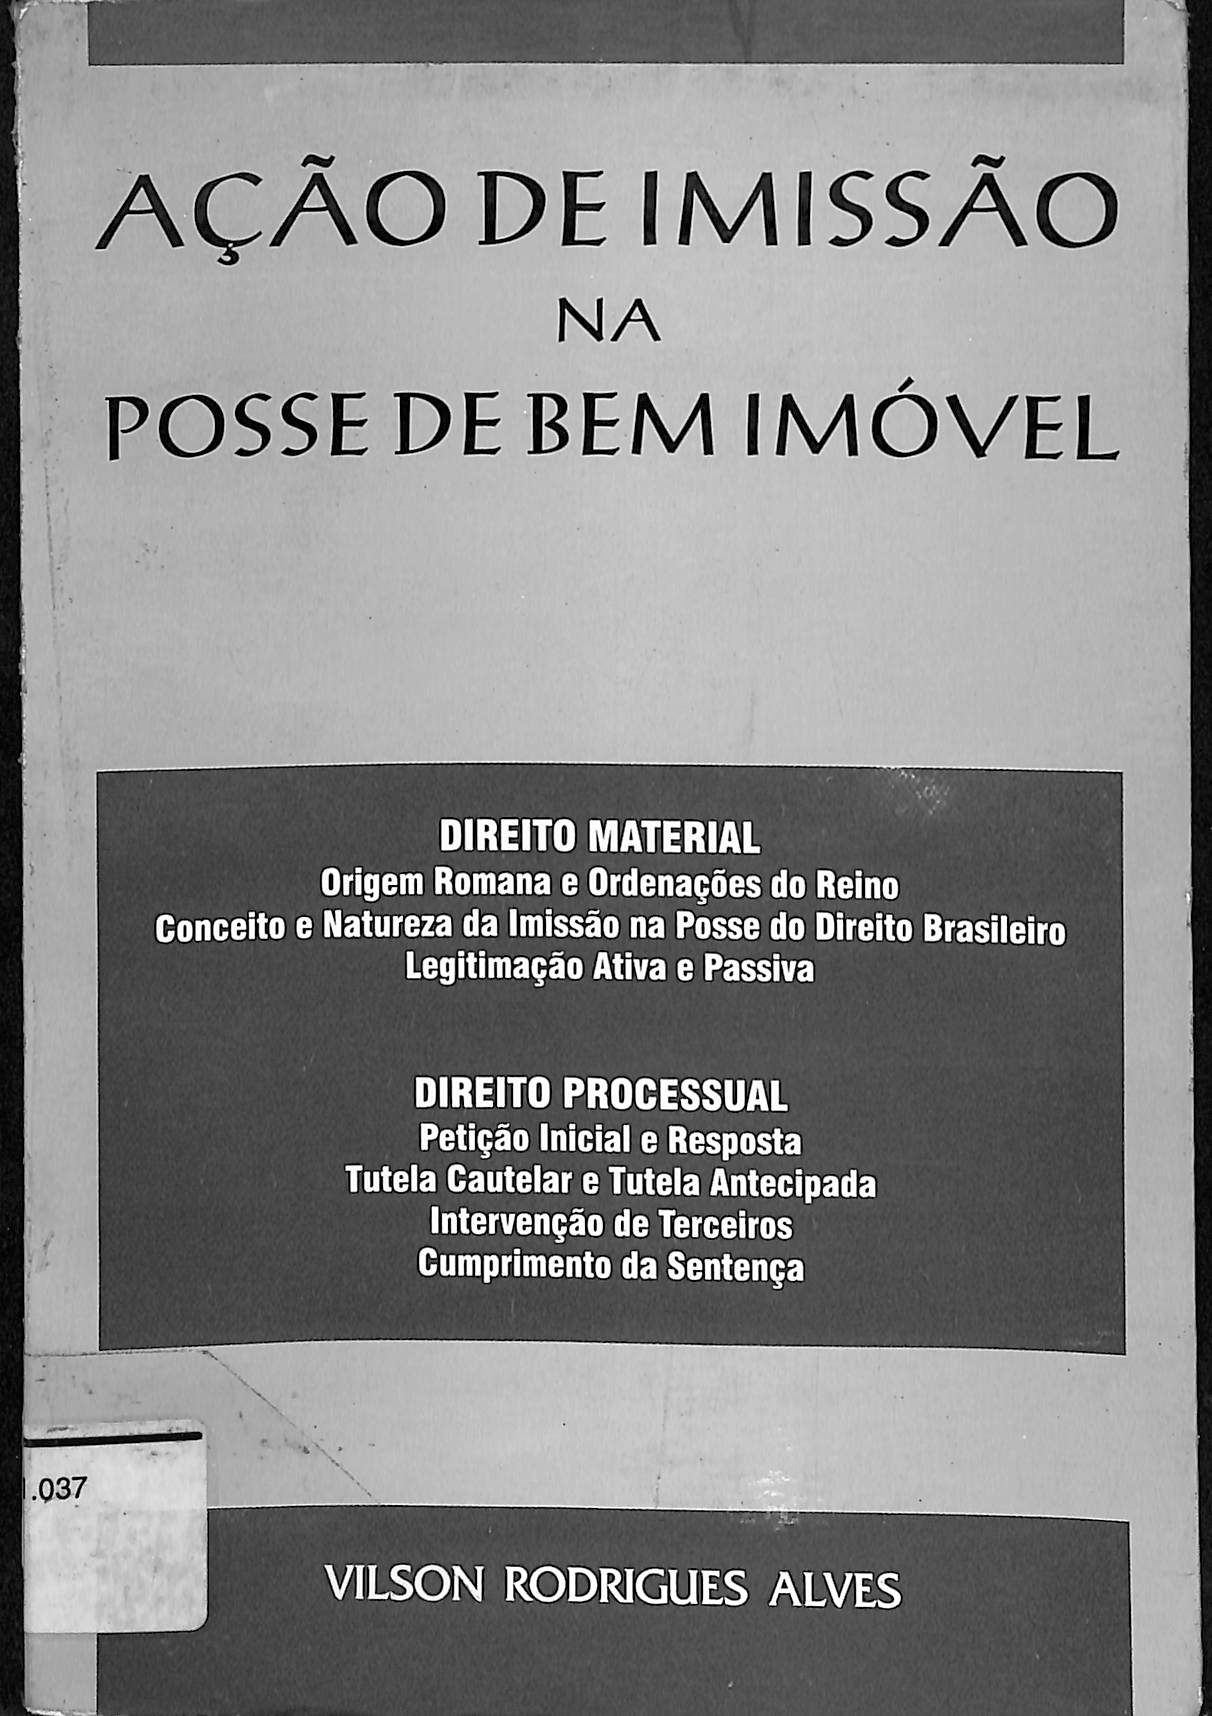 AÇÃO DE IMISSÃO
NA
POSSE DE BEM IMÓVEL
DIREITO MATERIAL
Origem Romana e Ordenações do Reino
Conceito e Natureza da Imissão na Posse do Direito Brasileiro
Legitimação Ativa e Passiva
DIREITO PROCESSUAL
Petição Inicial e Resposta
Tutela Cautelar e Tutela Antecipada
Intervenção de Terceiros
Cumprimento da Sentença
.037
VILSON RODRIGUES ALVES